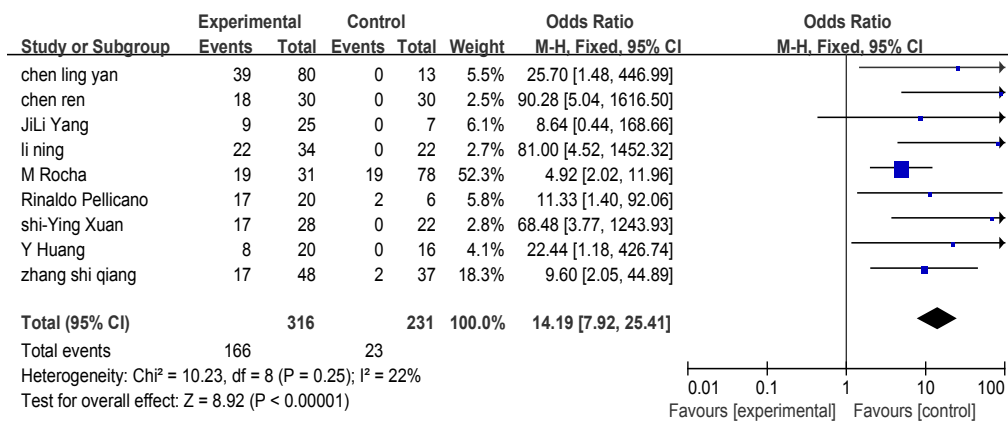 Experimental Control Odds Ratio Odds Ratio
Study or Subgroup Events Total Events Total Weight M-H, Fixed, 95% CI M-H, Fixed, 95% CI
chen ling yan 39 80 0 13 5.5% 25.70 [1.48, 446.99]
chen ren 18 30 0 30 2.5% 90.28 [5.04, 1616.50]
JiLi Yang 9 25 0 7 6.1% 8.64 [0.44, 168.66]
li ning 22 34 0 22 2.7% 81.00 [4.52, 1452.32]
M Rocha 19 31 19 78 52.3% 4.92 [2.02, 11.96]
Rinaldo Pellicano 17 20 2 6 5.8% 11.33 [1.40, 92.06]
shi-Ying Xuan 17 28 0 22 2.8% 68.48 [3.77, 1243.93]
Y Huang 8 20 0 16 4.1% 22.44 [1.18, 426.74]
zhang shi qiang 17 48 2 37 18.3% 9.60 [2.05, 44.89]
Total (95% CI) 316 231 100.0% 14.19 [7.92, 25.41]
Total events 166 23
Heterogeneity: Chi² = 10.23, df = 8 (P = 0.25); I² = 22%
Test for overall effect: Z = 8.92 (P < 0.00001)
0.01 0.1 1 10 100
Favours [experimental] Favours [control]